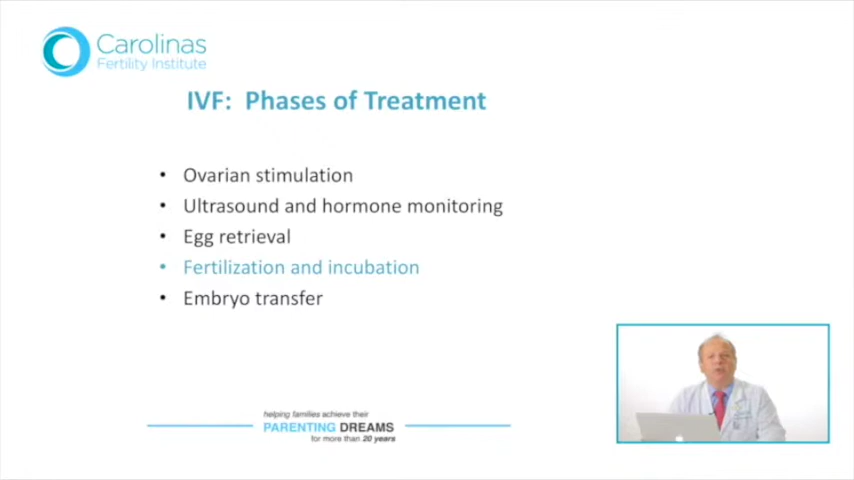 Carolinas
Fertility Institute
IVF: Phases of Treatment
• Ovarian stimulation
• Ultrasound and hormone monitoring
• Egg retrieval
• Fertilization and incubation
• Embryo transfer
helping families achieve their
PARENTING DREAMS
for more than 20 years